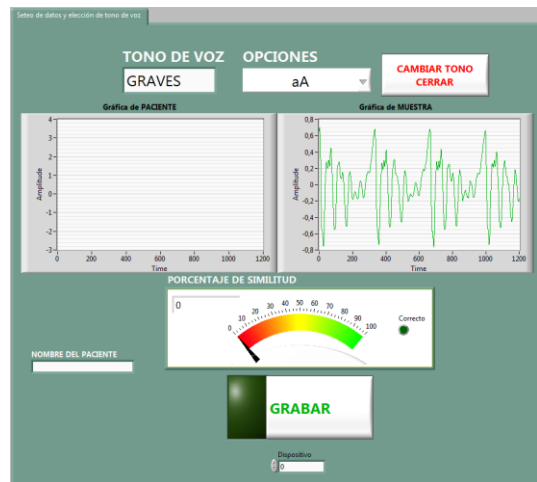 Seteo de datos y elección de tono de voz
TONO DE VOZ OPCIONES
GRAVES
aA
CAMBIAR TONO
CERRAR
Gráfica de PACIENTE
Amplitude
4
3
2
1
0
-1
-2
-3
0 200 400 600 800 1000 1200
Time
Gráfica de MUESTRA
Amplitude
0,8
0,6
0,4
0,2
0
-0,2
-0,4
-0,6
-0,8
0 200 400 600 800 1000 1200
Time
PORCENTAJE DE SIMILITUD
0
0 10 20 30 40 50 60 70 80 90 100
Correcto
NOMBRE DEL PACIENTE
GRABAR
Dispositivo
0